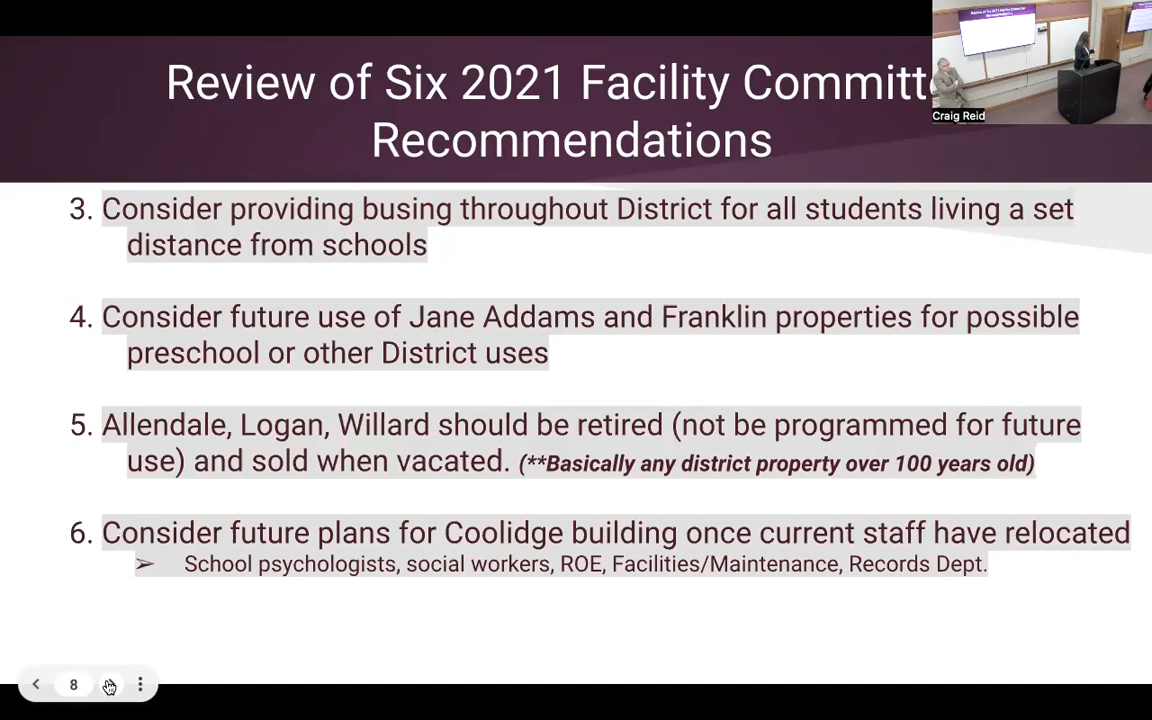 Review of Six 2021 Facility Committ
Recommendations
Craig Reid
3. Consider providing busing throughout District for all students living a set
distance from schools
4. Consider future use of Jane Addams and Franklin properties for possible
preschool or other District uses
5. Allendale, Logan, Willard should be retired (not be programmed for future
use) and sold when vacated. (**Basically any district property over 100 years old)
6. Consider future plans for Coolidge building once current staff have relocated
➢ School psychologists, social workers, ROE, Facilities/Maintenance, Records Dept.
8